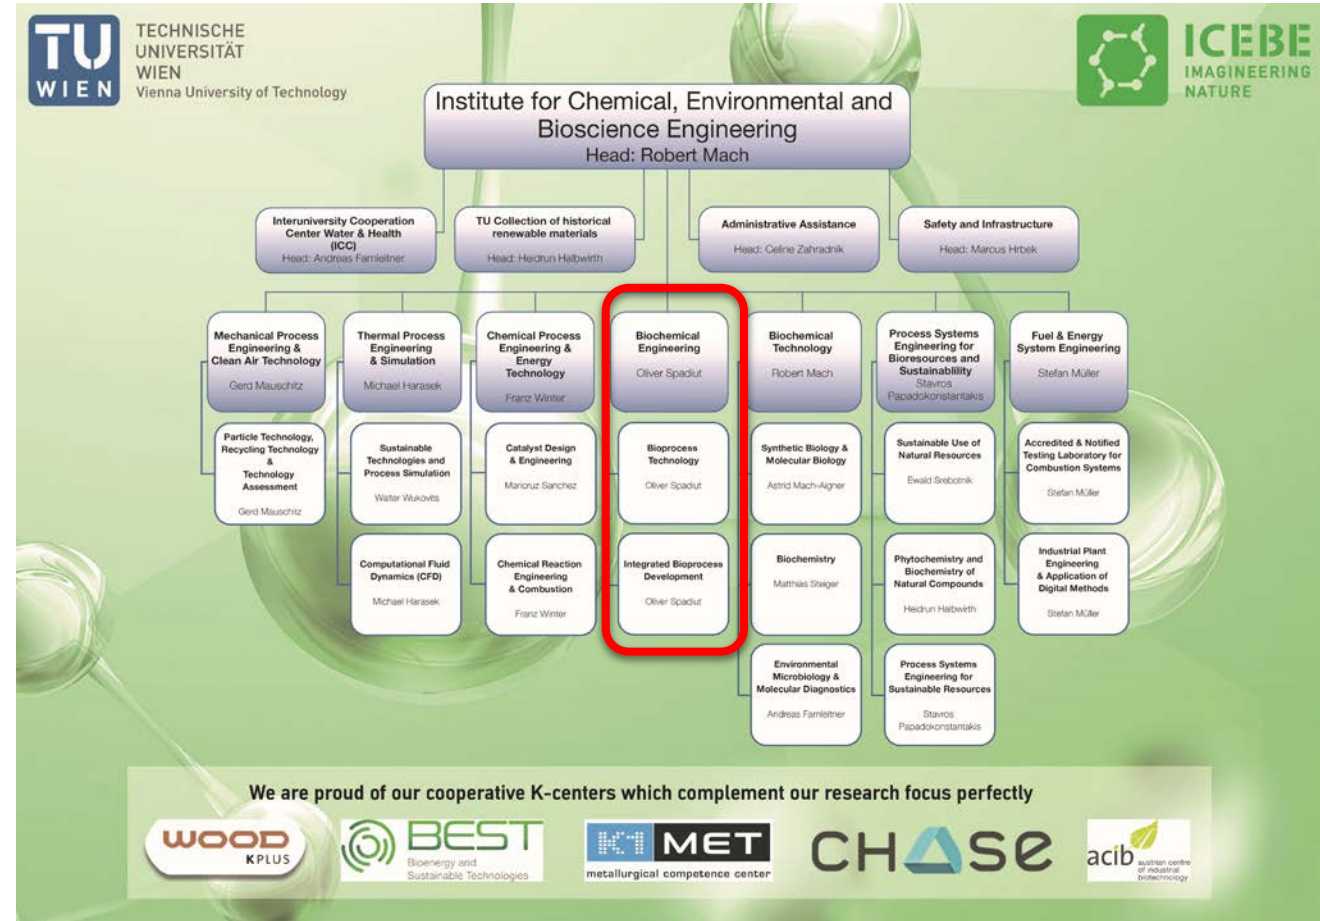 TU
WIEN
TECHNISCHE
UNIVERSITÄT
WIEN
Vienna University of Technology
ICEBE
IMAGINEERING
NATURE
Institute for Chemical, Environmental and
Bioscience Engineering
Head: Robert Mach
Interuniversity Cooperation
Center Water & Health
(ICC)
Head: Andreas Farnleitner
TU Collection of historical
renewable materials
Head: Heidrun Halbwirth
Administrative Assistance
Head: Celine Zahradnik
Safety and Infrastructure
Head: Marcus Hrbek
Mechanical Process
Engineering &
Clean Air Technology
Gerd Mauschitz
Thermal Process
Engineering
& Simulation
Michael Harasek
Chemical Process
Engineering &
Energy
Technology
Franz Winter
Biochemical
Engineering
Oliver Spadiut
Biochemical
Technology
Robert Mach
Process Systems
Engineering for
Bioresources and
Sustainablility
Stavros
Papadokonstantakis
Fuel & Energy
System Engineering
Stefan Müller
Particle Technology,
Recycling Technology
&
Technology
Assessment
Gerd Mauschitz
Sustainable
Technologies and
Process Simulation
Walter Wukovits
Catalyst Design
& Engineering
Maricruz Sanchez
Bioprocess
Technology
Oliver Spadiut
Synthetic Biology &
Molecular Biology
Astrid Mach-Aigner
Sustainable Use of
Natural Resources
Ewald Srebotnik
Accredited & Notified
Testing Laboratory for
Combustion Systems
Stefan Müller
Computational Fluid
Dynamics (CFD)
Michael Harasek
Chemical Reaction
Engineering
& Combustion
Franz Winter
Integrated Bioprocess
Development
Oliver Spadiut
Biochemistry
Matthias Steiger
Phytochemistry and
Biochemistry of
Natural Compounds
Heidrun Halbwirth
Industrial Plant
Engineering
& Application of
Digital Methods
Stefan Müller
Environmental
Microbiology &
Molecular Diagnostics
Andreas Farnleitner
Process Systems
Engineering for
Sustainable Resources
Stavros
Papadokonstantakis
We are proud of our cooperative K-centers which complement our research focus perfectly
WOOD
KPLUS
BEST
Bioenergy and
Sustainable Technologies
K1 MET
metallurgical competence center
CHASE
acib
austrian centre
of industrial
biotechnology